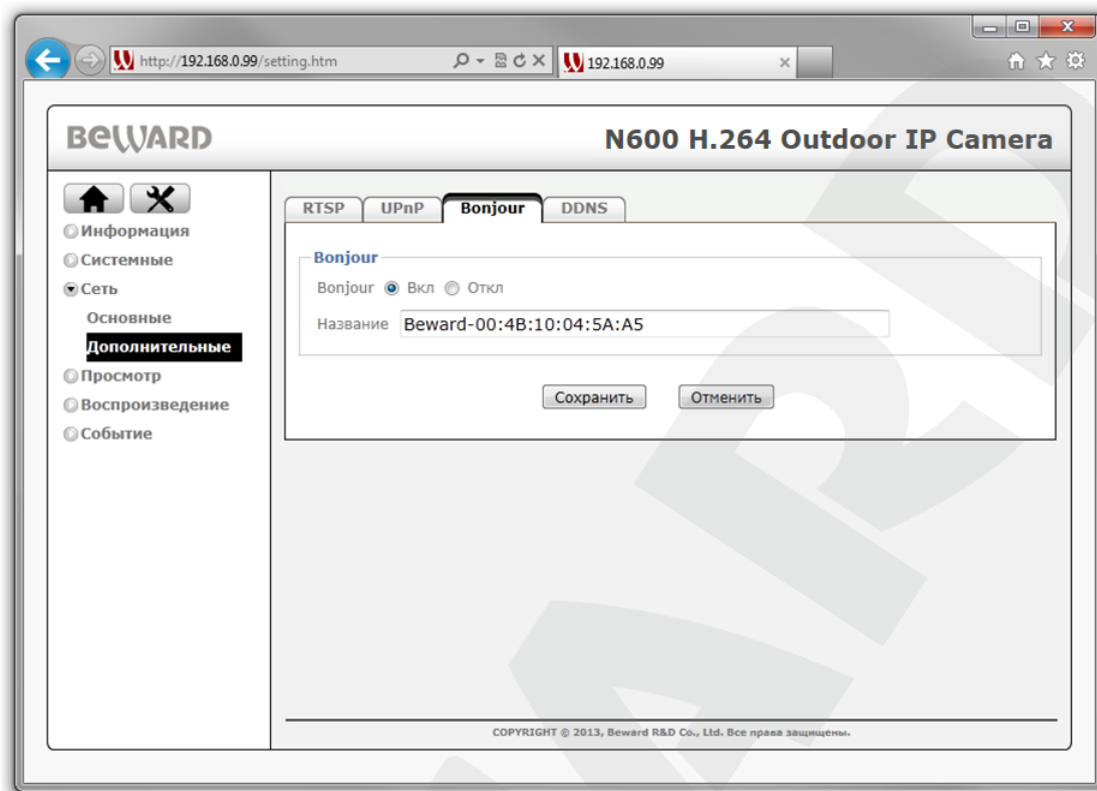 http://192.168.0.99/setting.htm
192.168.0.99
BEWARD
N600 H.264 Outdoor IP Camera
Информация
Системные
Сеть
Основные
Дополнительные
Просмотр
Воспроизведение
Событие
RTSP UPnP Bonjour DDNS
Bonjour
Bonjour Вкл Откл
Название Beward-00:4B:10:04:5A:A5
Сохранить Отменить
COPYRIGHT © 2013, Beward R&D Co., Ltd. Все права защищены.